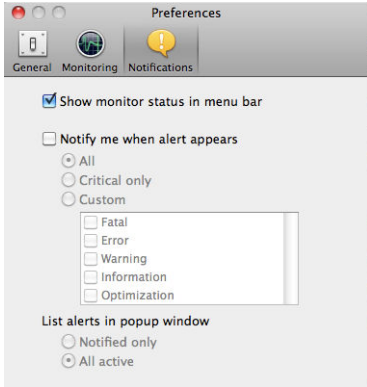 Preferences
General Monitoring Notifications
Show monitor status in menu bar
Notify me when alert appears
All
Critical only
Custom
Fatal
Error
Warning
Information
Optimization
List alerts in popup window
Notified only
All active